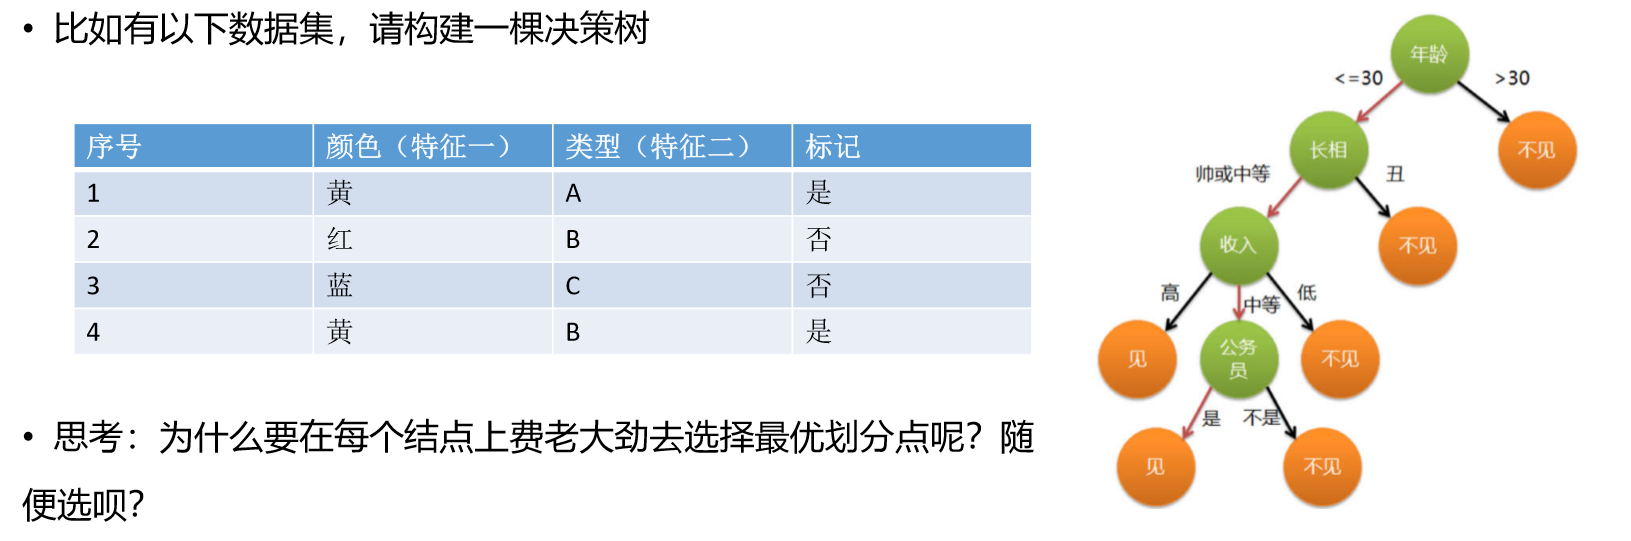 • 比如有以下数据集，请构建一棵决策树
序号 颜色（特征一） 类型（特征二） 标记
1 黄 A 是
2 红 B 否
3 蓝 C 否
4 黄 B 是
• 思考：为什么要在每个结点上费老大劲去选择最优划分点呢？随
便选呗？
年龄
<=30 >30
长相 不见
帅或中等 丑
收入 不见
高 中等 低
见 公务 不见
员
是 不是
见 不见